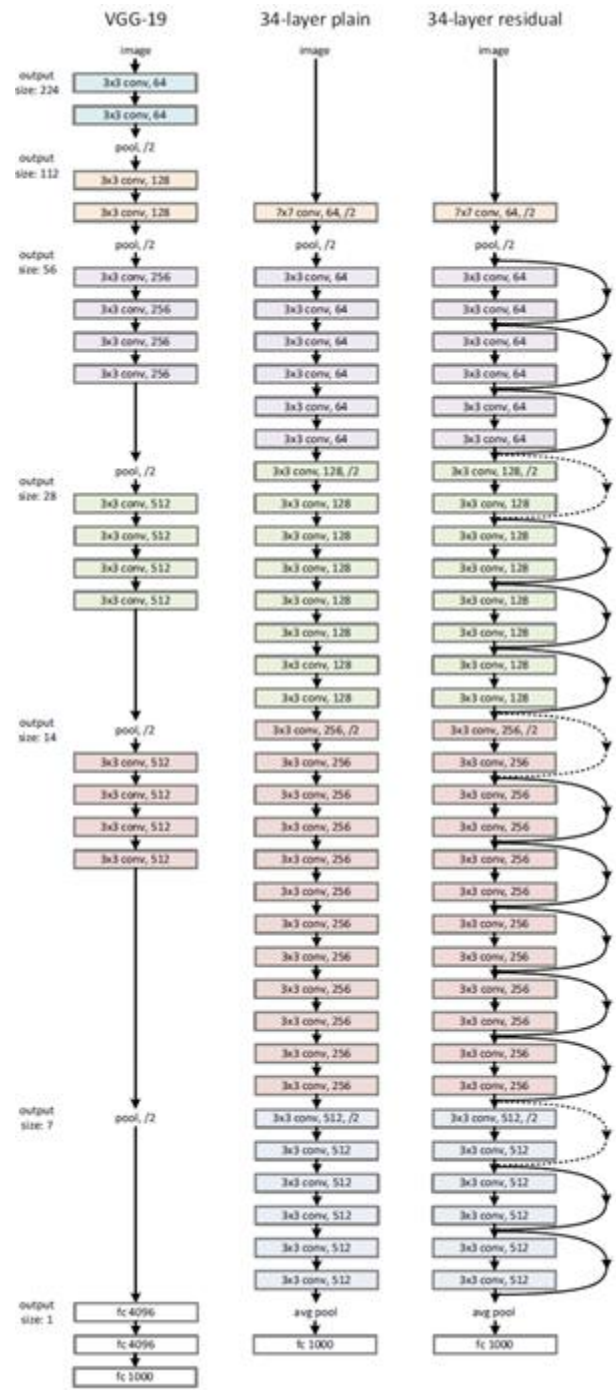 VGG-19
image
output
size: 224
3x3 conv, 64
3x3 conv, 64
pool, /2
output
size: 112
3x3 conv, 128
3x3 conv, 128
pool, /2
output
size: 56
3x3 conv, 256
3x3 conv, 256
3x3 conv, 256
3x3 conv, 256
pool, /2
output
size: 28
3x3 conv, 512
3x3 conv, 512
3x3 conv, 512
3x3 conv, 512
pool, /2
output
size: 14
3x3 conv, 512
3x3 conv, 512
3x3 conv, 512
3x3 conv, 512
output
size: 7
pool, /2
output
size: 1
fc 4096
fc 4096
fc 1000
34-layer plain
image
7x7 conv, 64, /2
pool, /2
3x3 conv, 64
3x3 conv, 64
3x3 conv, 64
3x3 conv, 64
3x3 conv, 64
3x3 conv, 64
3x3 conv, 128, /2
3x3 conv, 128
3x3 conv, 128
3x3 conv, 128
3x3 conv, 128
3x3 conv, 128
3x3 conv, 128
3x3 conv, 128
3x3 conv, 256, /2
3x3 conv, 256
3x3 conv, 256
3x3 conv, 256
3x3 conv, 256
3x3 conv, 256
3x3 conv, 256
3x3 conv, 256
3x3 conv, 256
3x3 conv, 256
3x3 conv, 256
3x3 conv, 256
3x3 conv, 512, /2
3x3 conv, 512
3x3 conv, 512
3x3 conv, 512
3x3 conv, 512
3x3 conv, 512
avg pool
fc 1000
34-layer residual
image
7x7 conv, 64, /2
pool, /2
3x3 conv, 64
3x3 conv, 64
3x3 conv, 64
3x3 conv, 64
3x3 conv, 64
3x3 conv, 64
3x3 conv, 128, /2
3x3 conv, 128
3x3 conv, 128
3x3 conv, 128
3x3 conv, 128
3x3 conv, 128
3x3 conv, 128
3x3 conv, 128
3x3 conv, 256, /2
3x3 conv, 256
3x3 conv, 256
3x3 conv, 256
3x3 conv, 256
3x3 conv, 256
3x3 conv, 256
3x3 conv, 256
3x3 conv, 256
3x3 conv, 256
3x3 conv, 256
3x3 conv, 256
3x3 conv, 512, /2
3x3 conv, 512
3x3 conv, 512
3x3 conv, 512
3x3 conv, 512
3x3 conv, 512
avg pool
fc 1000